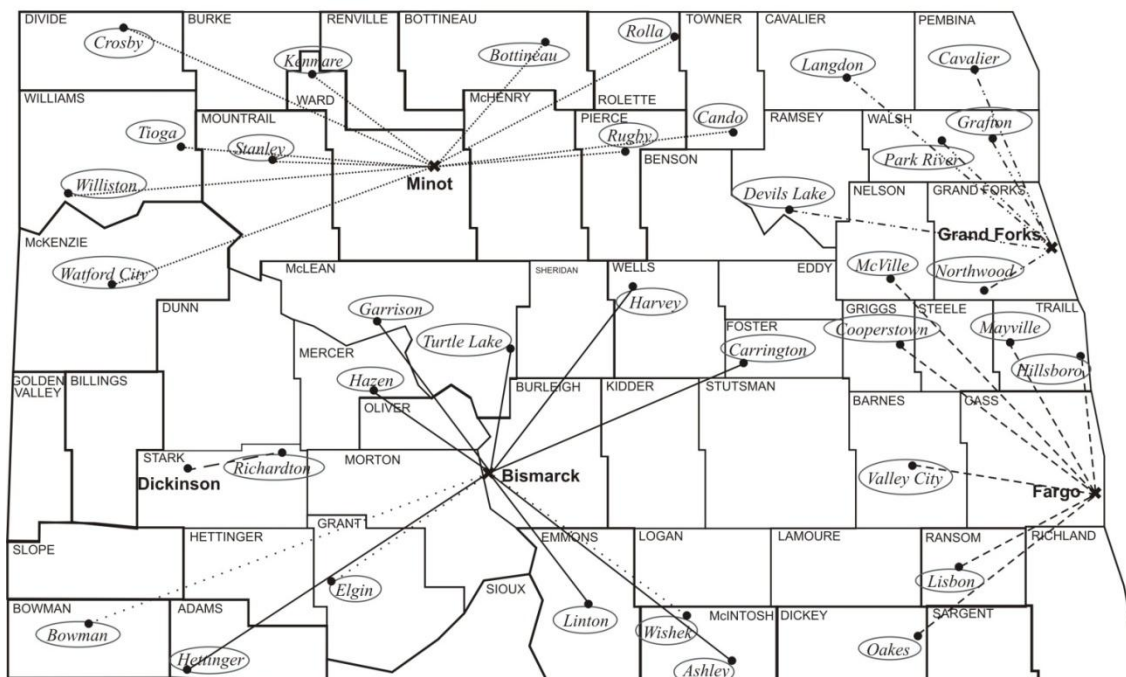 DIVIDE
BURKE
RENVILLE
BOTTINEAU
TOWNER
CAVALIER
PEMBINA
Crosby
Kenmare
Bottineau
Rolla
Langdon
Cavalier
WILLIAMS
WARD
McHENRY
ROLETTE
MOUNTRAIL
PIERCE
RAMSEY
WALSH
Tioga
Stanley
Rugby
Cando
Grafton
Park River
BENSON
Minot
Williston
Devils Lake
NELSON
GRAND FORKS
McKENZIE
Grand Forks
Watford City
McLEAN
SHERIDAN
WELLS
EDDY
McVille
Northwood
DUNN
Garrison
Harvey
GRIGGS
STEELE
TRAILL
MERCER
Turtle Lake
FOSTER
Cooperstown
Mayville
Carrington
Hillsboro
GOLDEN
VALLEY
BILLINGS
Hazen
BURLEIGH
KIDDER
STUTSMAN
OLIVER
BARNES
CASS
STARK
Richardton
MORTON
Dickinson
Bismarck
Valley City
Fargo
SLOPE
HETTINGER
GRANT
EMMONS
LOGAN
LAMOURE
RANSOM
RICHLAND
Elgin
SIOUX
Lisbon
BOWMAN
ADAMS
Bowman
Linton
Wishek
McINTOSH
DICKEY
SARGENT
Hettinger
Ashley
Oakes